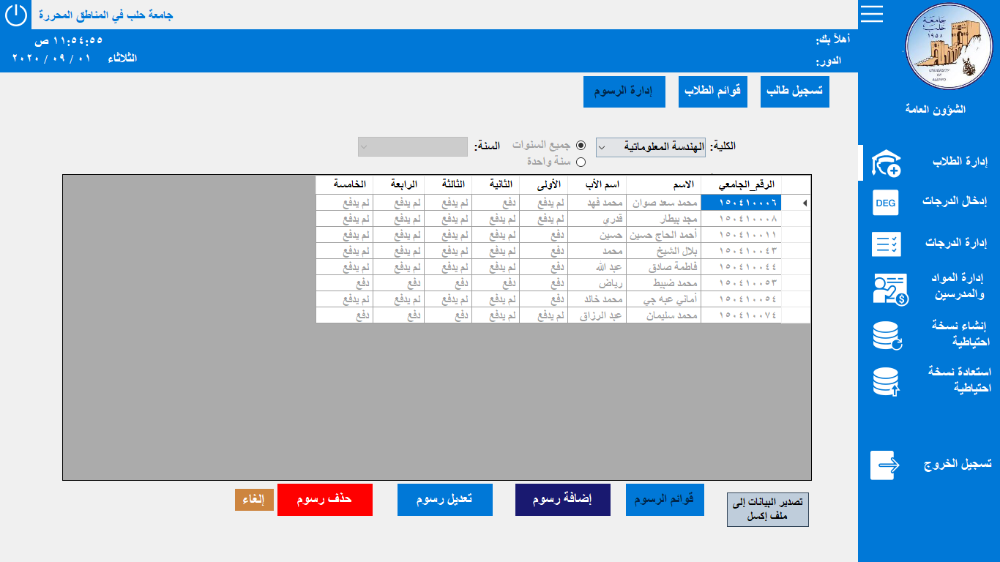 جامعة حلب في المناطق المحررة
١١:٥٤:٥٥ ص
الثلاثاء ٠١ / ٠٩ / ٢٠٢٠
أهلاً بك:
الدور:
جامعة
حلب
١٩٥٨
UNIVERSITY
OF
ALEPPO
الشؤون العامة
إدارة الطلاب
DEG
إدخال الدرجات
إدارة الدرجات
إدارة المواد
والمدرسين
إنشاء نسخة
احتياطية
استعادة نسخة
احتياطية
تسجيل الخروج
تسجيل طالب
قوائم الطلاب
إدارة الرسوم
الكلية: الهندسة المعلوماتية
جميع السنوات
سنة واحدة
السنة:
الرقم_الجامعي الاسم اسم الأب الأولى الثانية الثالثة الرابعة الخامسة
١٥٠٤١٠٠٠٦ محمد سعد صوان محمد فهد لم يدفع دفع لم يدفع لم يدفع لم يدفع
١٥٠٤١٠٠٠٨ مجد بيطار قدري لم يدفع لم يدفع لم يدفع لم يدفع لم يدفع
١٥٠٤١٠٠١١ أحمد الحاج حسين حسين دفع لم يدفع لم يدفع لم يدفع لم يدفع
١٥٠٤١٠٠٤٣ بلال الشيخ محمد دفع لم يدفع لم يدفع لم يدفع لم يدفع
١٥٠٤١٠٠٤٤ فاطمة صادق عبد الله دفع لم يدفع لم يدفع لم يدفع لم يدفع
١٥٠٤١٠٠٥٣ محمد ضبيط رياض دفع دفع دفع دفع دفع
١٥٠٤١٠٠٥٤ أماني عبه جي محمد خالد دفع لم يدفع لم يدفع لم يدفع لم يدفع
١٥٠٤١٠٠٧٤ محمد سليمان عبد الرزاق لم يدفع لم يدفع دفع دفع دفع
تصدير البيانات إلى
ملف إكسل
قوائم الرسوم
إضافة رسوم
تعديل رسوم
حذف رسوم
إلغاء